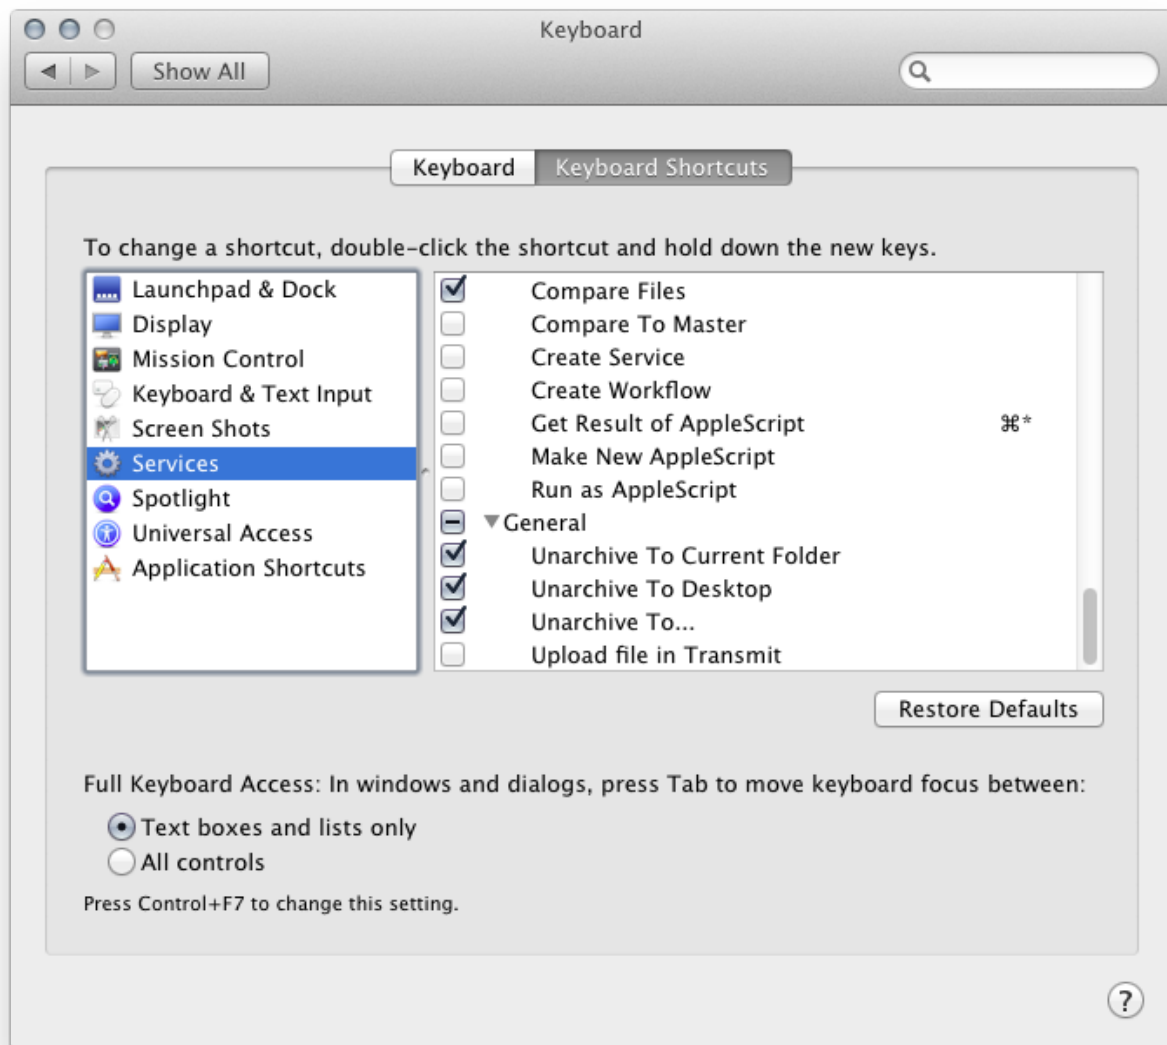 Keyboard
Show All
Keyboard
Keyboard Shortcuts
To change a shortcut, double-click the shortcut and hold down the new keys.
Launchpad & Dock
Display
Mission Control
Keyboard & Text Input
Screen Shots
Services
Spotlight
Universal Access
Application Shortcuts
Compare Files
Compare To Master
Create Service
Create Workflow
Get Result of AppleScript ⌘*
Make New AppleScript
Run as AppleScript
General
Unarchive To Current Folder
Unarchive To Desktop
Unarchive To...
Upload file in Transmit
Restore Defaults
Full Keyboard Access: In windows and dialogs, press Tab to move keyboard focus between:
Text boxes and lists only
All controls
Press Control+F7 to change this setting.
?